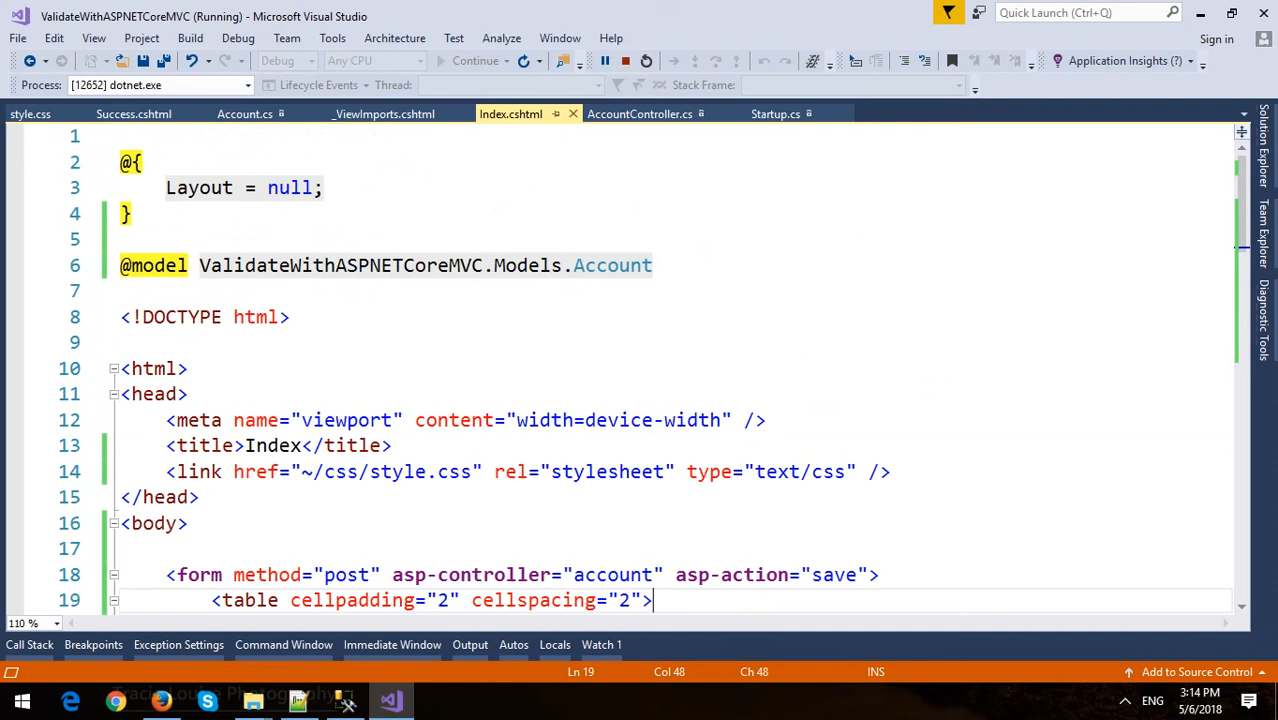 ValidateWithASPNETCoreMVC (Running) - Microsoft Visual Studio
Quick Launch (Ctrl+Q)
File Edit View Project Build Debug Team Tools Architecture Test Analyze Window Help
Sign in
Debug Any CPU Continue Application Insights (?)
Process: [12652] dotnet.exe Lifecycle Events Thread: Stack Frame:
style.css Success.cshtml Account.cs _ViewImports.cshtml Index.cshtml AccountController.cs Startup.cs
1
2 @{
3 Layout = null;
4 }
5
6 @model ValidateWithASPNETCoreMVC.Models.Account
7
8 <!DOCTYPE html>
9
10 <html>
11 <head>
12 <meta name="viewport" content="width=device-width" />
13 <title>Index</title>
14 <link href="~/css/style.css" rel="stylesheet" type="text/css" />
15 </head>
16 <body>
17
18 <form method="post" asp-controller="account" asp-action="save">
19 <table cellpadding="2" cellspacing="2">
Solution Explorer
Team Explorer
Diagnostic Tools
110 %
Call Stack Breakpoints Exception Settings Command Window Immediate Window Output Autos Locals Watch 1
Ln 19 Col 48 Ch 48 INS Add to Source Control
Gracie Louise Photography
ENG
3:14 PM
5/6/2018